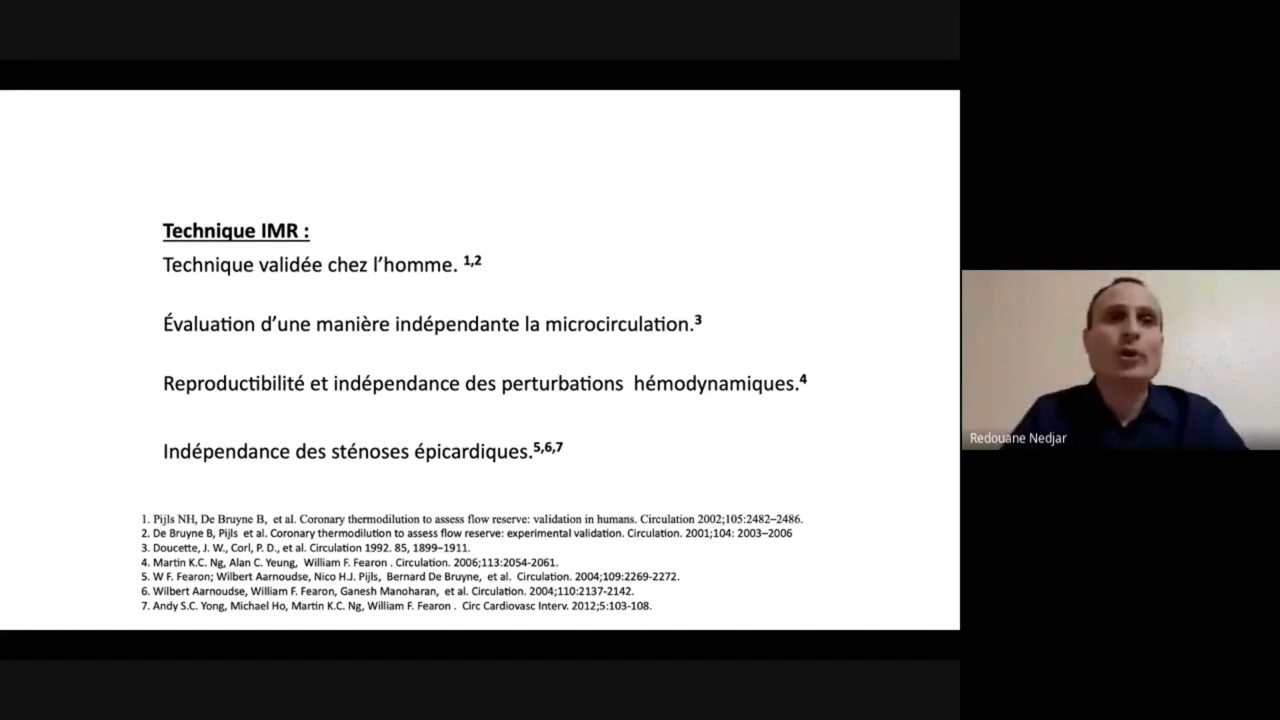 Technique IMR :
Technique validée chez l’homme. 1,2
Évaluation d’une manière indépendante la microcirculation.3
Reproductibilité et indépendance des perturbations  hémodynamiques.4
Indépendance des sténoses épicardiques.5,6,7
1. Pijls NH, De Bruyne B,  et al. Coronary thermodilution to assess flow reserve: validation in humans. Circulation 2002;105:2482–2486.
2. De Bruyne B, Pijls  et al. Coronary thermodilution to assess flow reserve: experimental validation. Circulation. 2001;104: 2003–2006
3. Doucette, J. W., Corl, P. D., et al. Circulation 1992. 85, 1899–1911.
4. Martin K.C. Ng, Alan C. Yeung,  William F. Fearon . Circulation. 2006;113:2054-2061.
5. W F. Fearon; Wilbert Aarnoudse, Nico H.J. Pijls,  Bernard De Bruyne,  et al.  Circulation. 2004;109:2269-2272.
6. Wilbert Aarnoudse, William F. Fearon, Ganesh Manoharan,  et al. Circulation. 2004;110:2137-2142.
7. Andy S.C. Yong, Michael Ho, Martin K.C. Ng, William F. Fearon .  Circ Cardiovasc Interv. 2012;5:103-108.
Redouane Nedjar